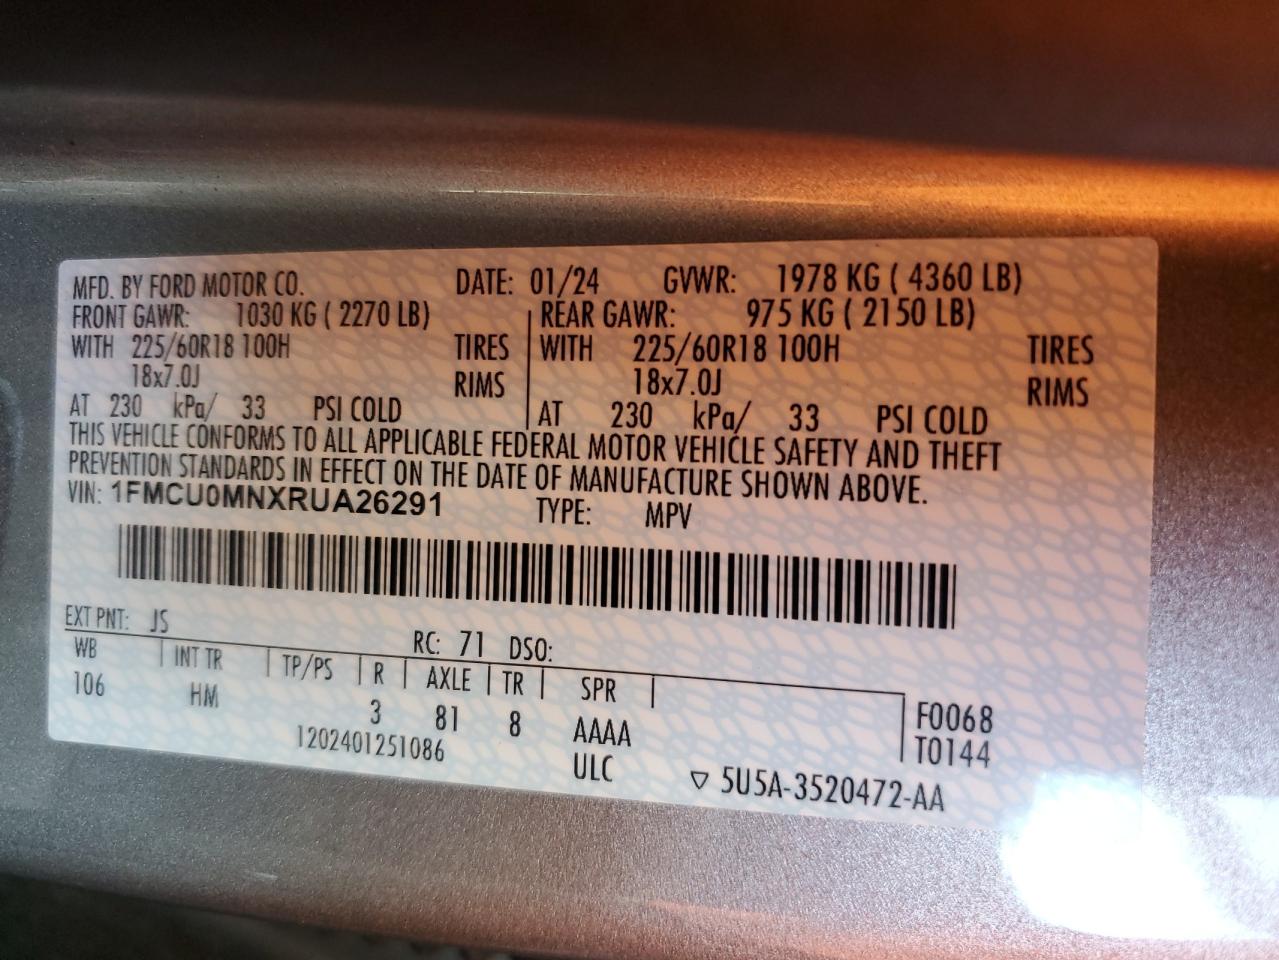 MFD. BY FORD MOTOR CO. DATE: 01/24 GVWR: 1978 KG ( 4360 LB)
FRONT GAWR: 1030 KG ( 2270 LB) REAR GAWR: 975 KG ( 2150 LB)
WITH 225/60R18 100H TIRES WITH 225/60R18 100H TIRES
18x7.0J RIMS 18x7.0J RIMS
AT 230 kPa/ 33 PSI COLD AT 230 kPa/ 33 PSI COLD
THIS VEHICLE CONFORMS TO ALL APPLICABLE FEDERAL MOTOR VEHICLE SAFETY AND THEFT
PREVENTION STANDARDS IN EFFECT ON THE DATE OF MANUFACTURE SHOWN ABOVE.
VIN: 1FMCU0MNXRUA26291 TYPE: MPV
EXT PNT: JS RC: 71 DSO:
WB INT TR TP/PS R AXLE TR SPR
106 HM 3 81 8 AAAA F0068
1202401251086 ULC T0144
▽ 5U5A-3520472-AA